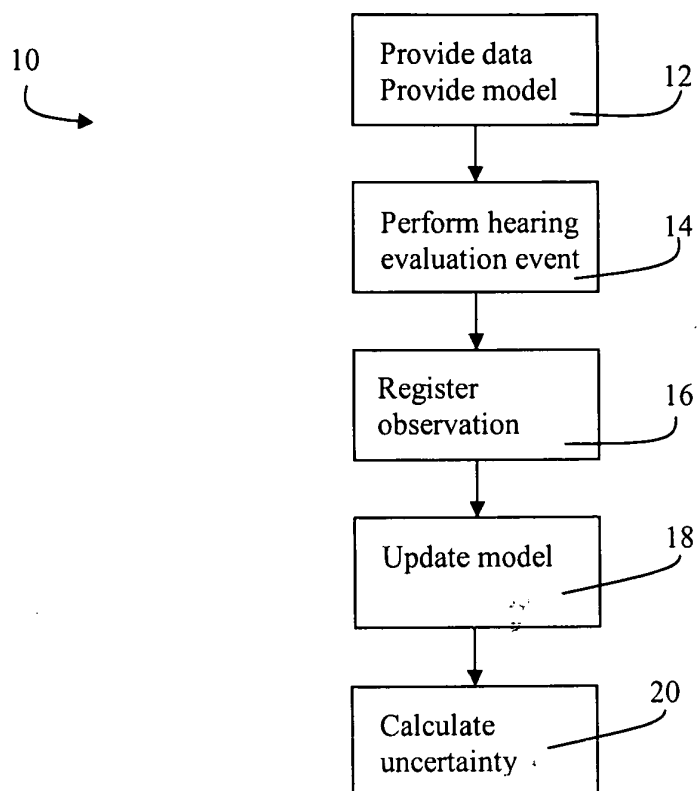 10
Provide data
Provide model
12
Perform hearing
evaluation event
14
Register
observation
16
Update model
18
Calculate
uncertainty
20